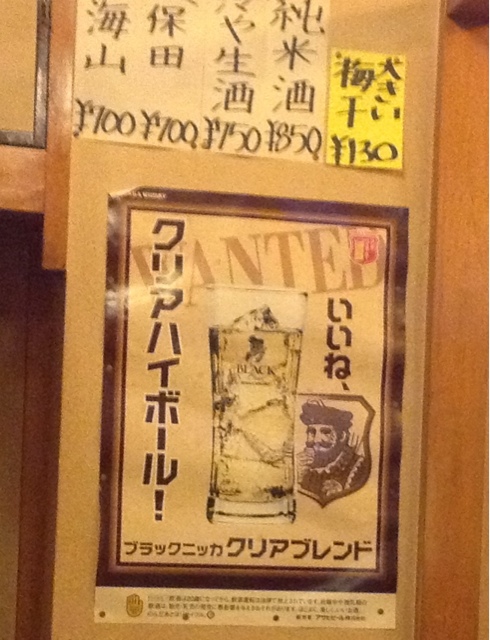 海山
¥700
保田
¥700
冷や生酒
¥750
純米酒
¥850
大きい
梅干
¥130
WANTED
クリアハイボール!
いいね、
BLACK
ブラックニッカクリアブレンド